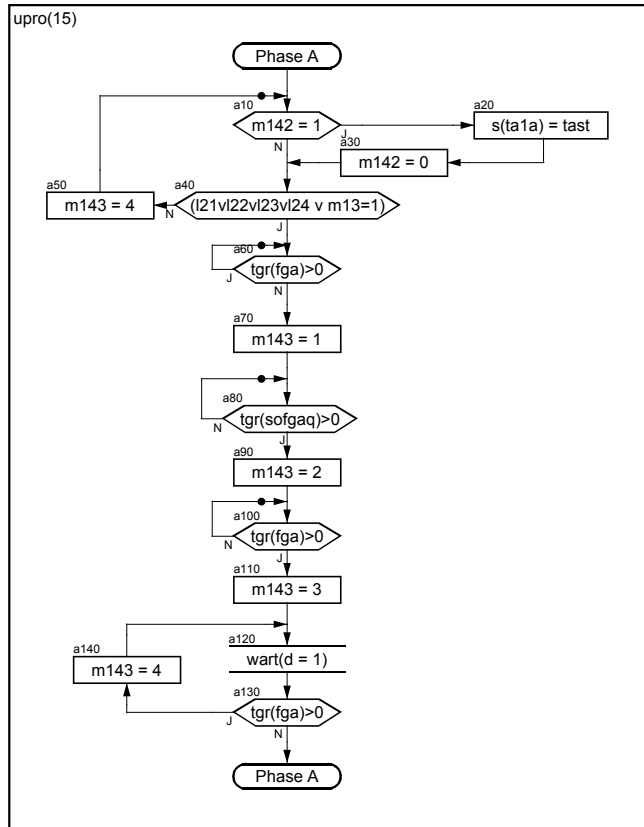 upro(15)
Phase A
a10
m142 = 1
J
N
a20
s(ta1a) = tast
a30
m142 = 0
a40
(l21vl22vl23vl24 v m13=1)
N
J
a50
m143 = 4
a60
tgr(fga)>0
J
N
a70
m143 = 1
a80
tgr(sofgaq)>0
N
J
a90
m143 = 2
a100
tgr(fga)>0
N
J
a110
m143 = 3
a120
wart(d = 1)
a140
m143 = 4
a130
tgr(fga)>0
J
N
Phase A